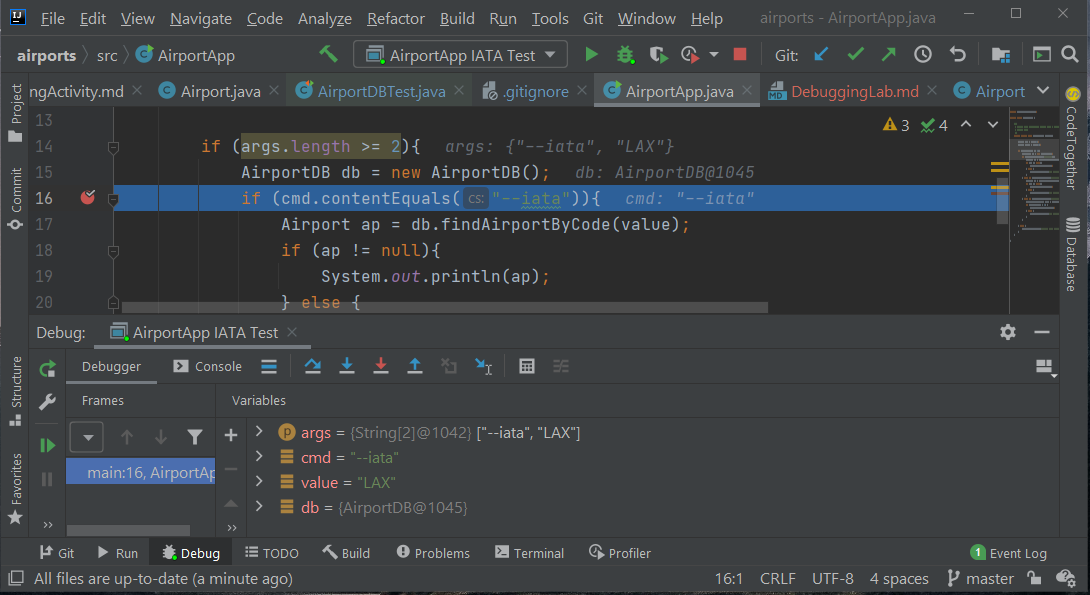 File Edit View Navigate Code Analyze Refactor Build Run Tools Git Window Help airports - AirportApp.java
airports src AirportApp AirportApp IATA Test Git:
ngActivity.md Airport.java AirportDBTest.java .gitignore AirportApp.java DebuggingLab.md Airport
Project
Commit
Structure
Favorites
CodeTogether
Database
13
14 if (args.length >= 2){ args: {"--iata", "LAX"}
15 AirportDB db = new AirportDB(); db: AirportDB@1045
16 if (cmd.contentEquals( cs: "--iata")){ cmd: "--iata"
17 Airport ap = db.findAirportByCode(value);
18 if (ap != null){
19 System.out.println(ap);
20 } else {
3 4
Debug: AirportApp IATA Test
Debugger Console
Frames Variables
main:16, AirportAp
args = {String[2]@1042} ["--iata", "LAX"]
cmd = "--iata"
value = "LAX"
db = {AirportDB@1045}
Git Run Debug TODO Build Problems Terminal Profiler 1 Event Log
All files are up-to-date (a minute ago) 16:1 CRLF UTF-8 4 spaces master